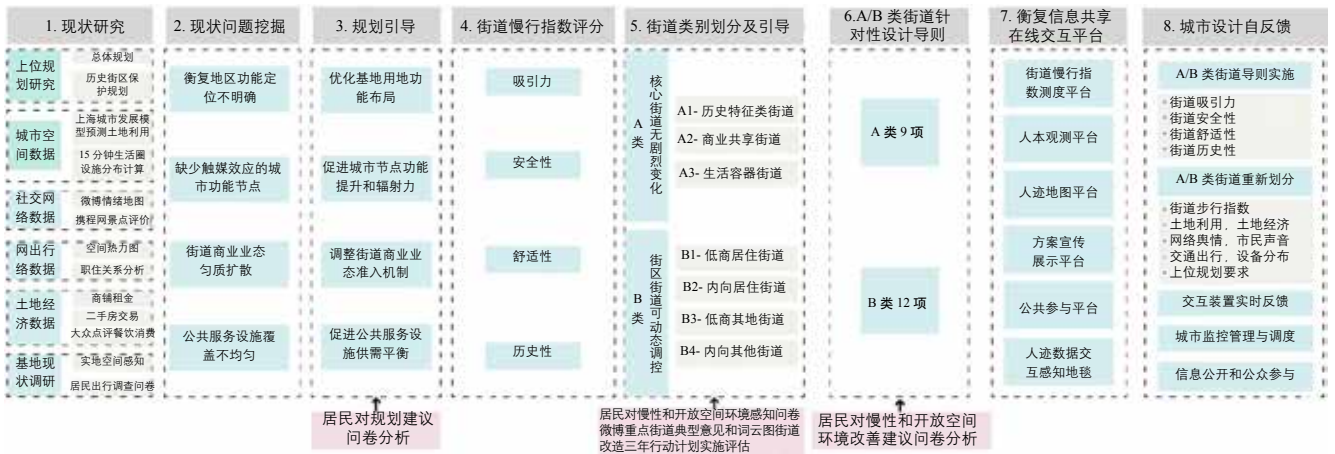 1. 现状研究
上位规
划研究
总体规划
历史街区保
护规划
城市空
间数据
上海城市发展模
型预测土地利用
15 分钟生活圈
设施分布计算
社交网
络数据
微博情绪地图
携程网景点评价
网出行
络数据
空间热力图
职住关系分析
土地经
济数据
商铺租金
二手房交易
大众点评餐饮消费
基地现
状调研
实地空间感知
居民出行调查问卷
2. 现状问题挖掘
衡复地区功能定
位不明确
缺少触媒效应的城
市功能节点
街道商业业态
匀质扩散
公共服务设施覆
盖不均匀
3. 规划引导
优化基地用地功
能布局
促进城市节点功能
提升和辐射力
调整街道商业业
态准入机制
促进公共服务设
施供需平衡
居民对规划建议
问卷分析
4. 街道慢行指数评分
吸引力
安全性
舒适性
历史性
5. 街道类别划分及引导
A类
核心街道无剧烈变化
A1- 历史特征类街道
A2- 商业共享街道
A3- 生活容器街道
B类
街区街道可动态调控
B1- 低商居住街道
B2- 内向居住街道
B3- 低商其地街道
B4- 内向其他街道
居民对慢性和开放空间环境感知问卷
微博重点街道典型意见和词云图街道
改造三年行动计划实施评估
6.A/B 类街道针
对性设计导则
A 类 9 项
B 类 12 项
居民对慢性和开放空间
环境改善建议问卷分析
7. 衡复信息共享
在线交互平台
街道慢行指
数测度平台
人本观测平台
人迹地图平台
方案宣传
展示平台
公共参与平台
人迹数据交
互感知地毯
8. 城市设计自反馈
A/B 类街道导则实施
•街道吸引力
•街道安全性
•街道舒适性
•街道历史性
A/B 类街道重新划分
•街道步行指数
•土地利用，土地经济
•网络舆情，市民声音
•交通出行，设备分布
•上位规划要求
交互装置实时反馈
城市监控管理与调度
信息公开和公众参与